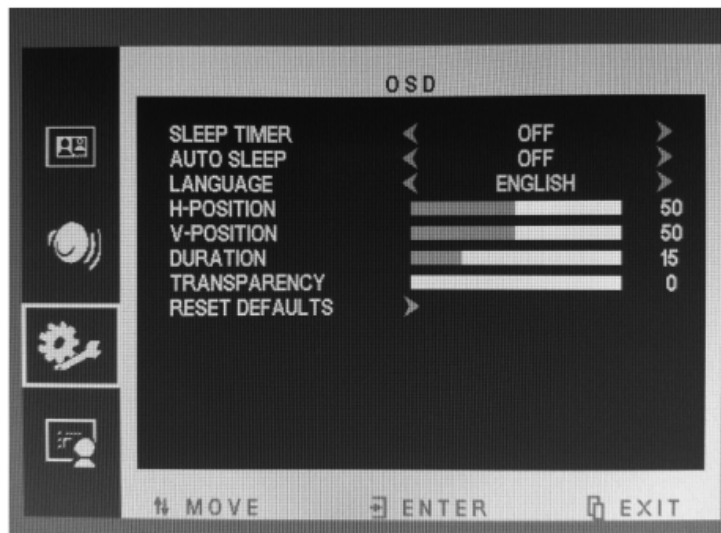 OSD
SLEEP TIMER OFF
AUTO SLEEP OFF
LANGUAGE ENGLISH
H-POSITION 50
V-POSITION 50
DURATION 15
TRANSPARENCY 0
RESET DEFAULTS
MOVE ENTER EXIT